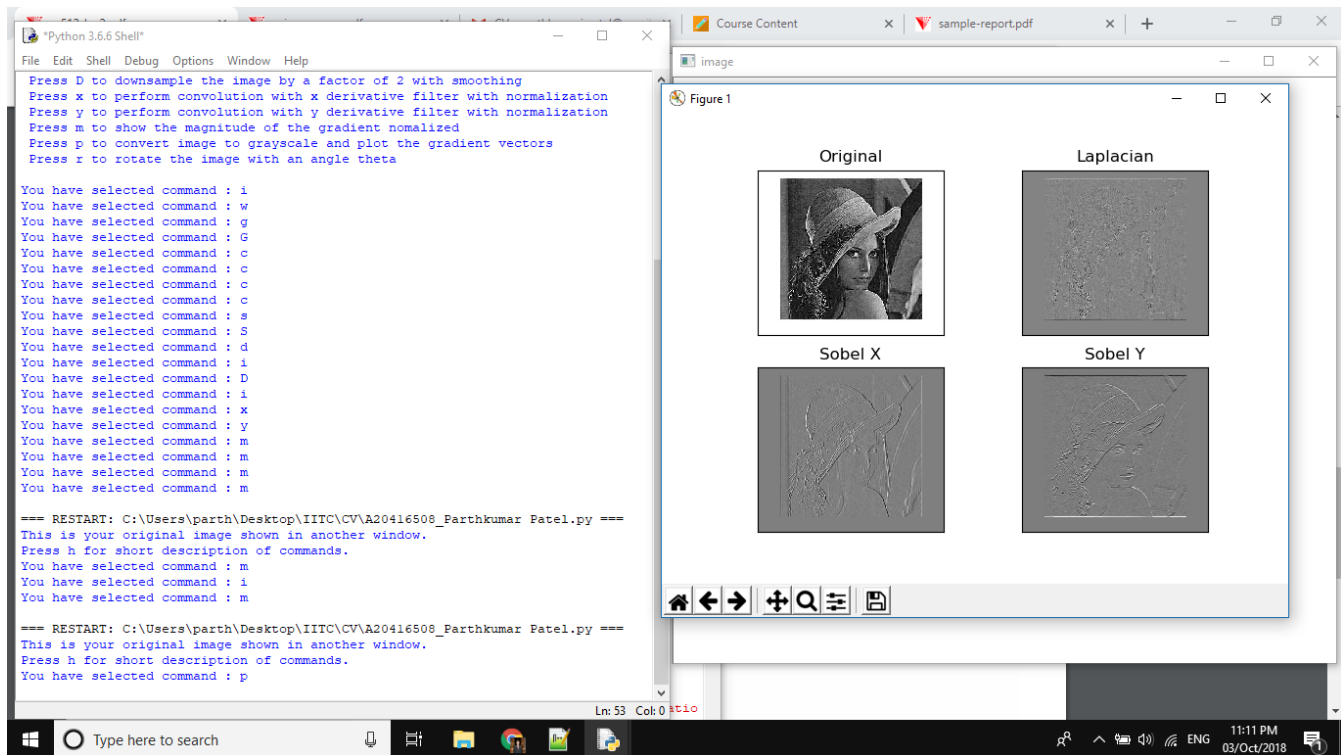 Course Content
sample-report.pdf
*Python 3.6.6 Shell*
File Edit Shell Debug Options Window Help
Press D to downsample the image by a factor of 2 with smoothing
Press x to perform convolution with x derivative filter with normalization
Press y to perform convolution with y derivative filter with normalization
Press m to show the magnitude of the gradient nomalized
Press p to convert image to grayscale and plot the gradient vectors
Press r to rotate the image with an angle theta
You have selected command : i
You have selected command : w
You have selected command : g
You have selected command : G
You have selected command : c
You have selected command : c
You have selected command : c
You have selected command : c
You have selected command : s
You have selected command : S
You have selected command : d
You have selected command : i
You have selected command : D
You have selected command : i
You have selected command : x
You have selected command : y
You have selected command : m
You have selected command : m
You have selected command : m
You have selected command : m
=== RESTART: C:\Users\parth\Desktop\IITC\CV\A20416508_Parthkumar Patel.py ===
This is your original image shown in another window.
Press h for short description of commands.
You have selected command : m
You have selected command : i
You have selected command : m
=== RESTART: C:\Users\parth\Desktop\IITC\CV\A20416508_Parthkumar Patel.py ===
This is your original image shown in another window.
Press h for short description of commands.
You have selected command : p
Ln: 53 Col: 0
atio
image
Figure 1
Original
Laplacian
Sobel X
Sobel Y
Type here to search
ENG
11:11 PM
03/Oct/2018